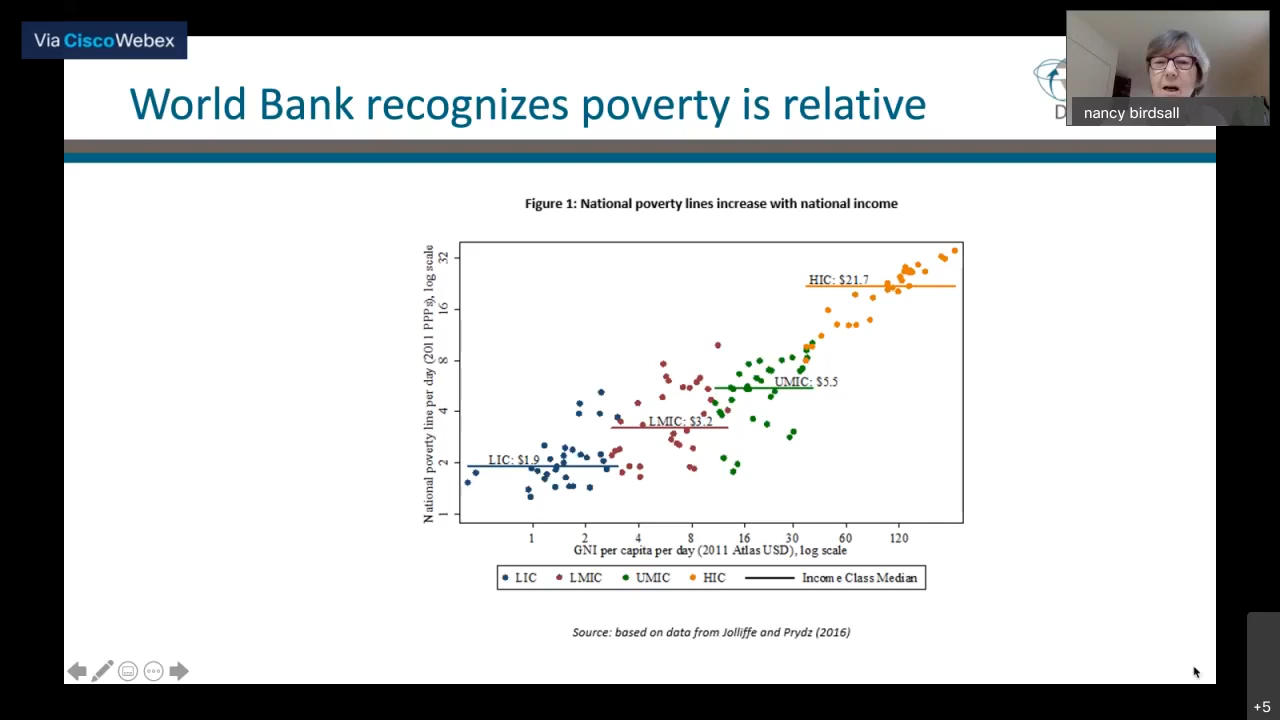 Via CiscoWebex
World Bank recognizes poverty is relative
D
nancy birdsall
Figure 1: National poverty lines increase with national income
National poverty line per day (2011 PPPs), log scale
32
16
8
4
2
1
HIC: $21.7
UMIC: $5.5
LMIC: $3.2
LIC: $1.9
1 2 4 8 16 30 60 120
GNI per capita per day (2011 Atlas USD), log scale
LIC LMIC UMIC HIC Income Class Median
Source: based on data from Jolliffe and Prydz (2016)
+5